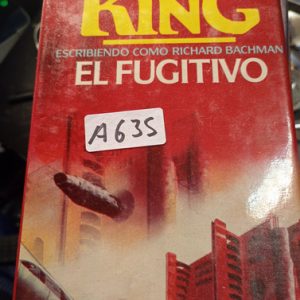 KING
ESCRIBIENDO COMO RICHARD BACHMAN
EL FUGITIVO
A635